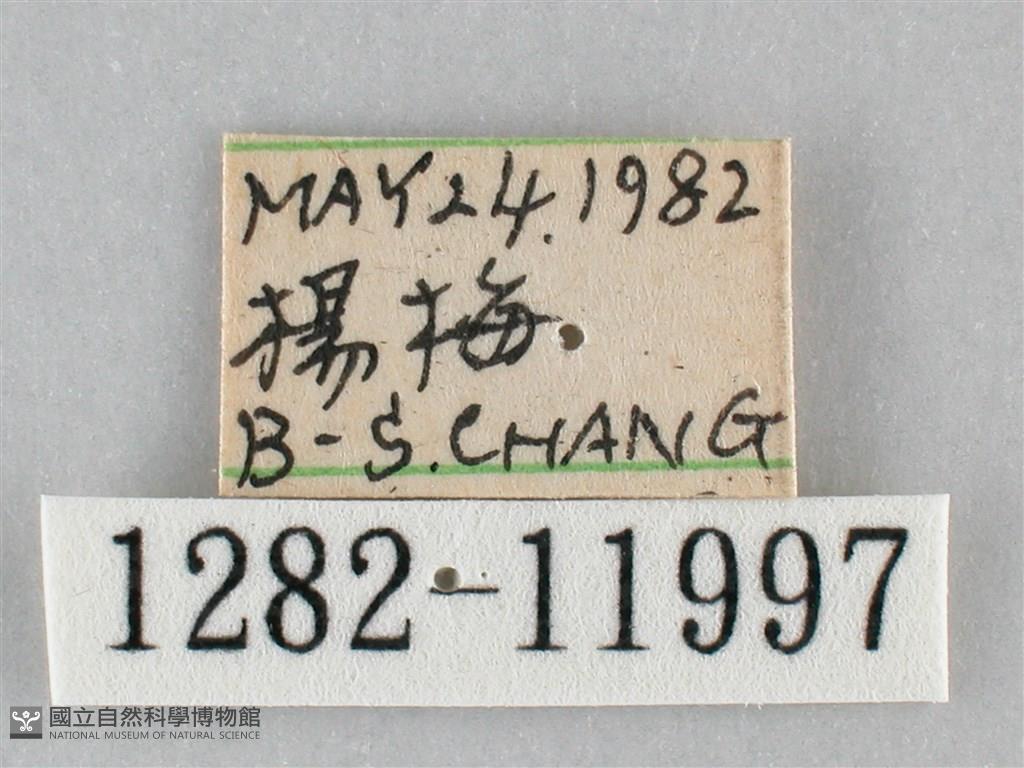 MAY 24. 1982
楊梅
B-S. CHANG
1282-11997
國立自然科學博物館
NATIONAL MUSEUM OF NATURAL SCIENCE